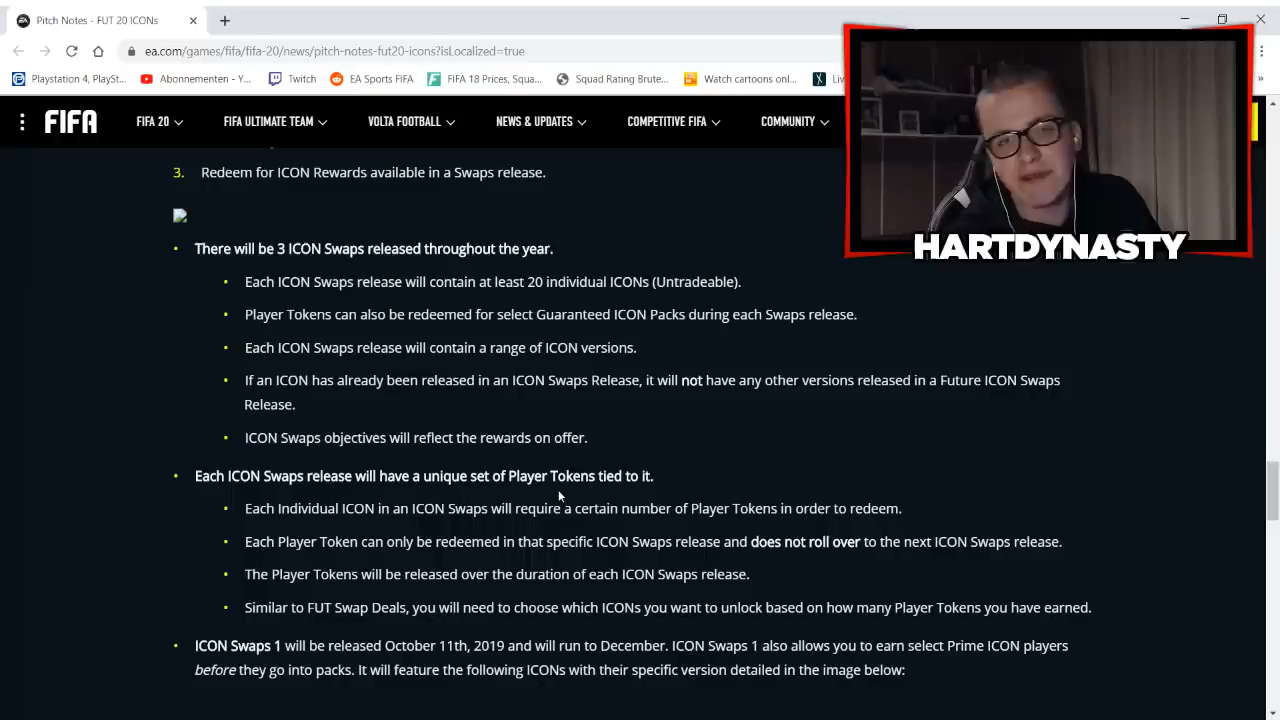 Pitch Notes - FUT 20 ICONs
ea.com/games/fifa/fifa-20/news/pitch-notes-fut20-icons?isLocalized=true
Playstation 4, PlaySt... Abonnementen - Y... Twitch EA Sports FIFA FIFA 18 Prices, Squa... Squad Rating Brute... Watch cartoons onl...
FIFA FIFA 20 FIFA ULTIMATE TEAM VOLTA FOOTBALL NEWS & UPDATES COMPETITIVE FIFA COMMUNITY
HARTDYNASTY
3. Redeem for ICON Rewards available in a Swaps release.
• There will be 3 ICON Swaps released throughout the year.
• Each ICON Swaps release will contain at least 20 individual ICONs (Untradeable).
• Player Tokens can also be redeemed for select Guaranteed ICON Packs during each Swaps release.
• Each ICON Swaps release will contain a range of ICON versions.
• If an ICON has already been released in an ICON Swaps Release, it will not have any other versions released in a Future ICON Swaps
Release.
• ICON Swaps objectives will reflect the rewards on offer.
• Each ICON Swaps release will have a unique set of Player Tokens tied to it.
• Each Individual ICON in an ICON Swaps will require a certain number of Player Tokens in order to redeem.
• Each Player Token can only be redeemed in that specific ICON Swaps release and does not roll over to the next ICON Swaps release.
• The Player Tokens will be released over the duration of each ICON Swaps release.
• Similar to FUT Swap Deals, you will need to choose which ICONs you want to unlock based on how many Player Tokens you have earned.
• ICON Swaps 1 will be released October 11th, 2019 and will run to December. ICON Swaps 1 also allows you to earn select Prime ICON players
before they go into packs. It will feature the following ICONs with their specific version detailed in the image below: